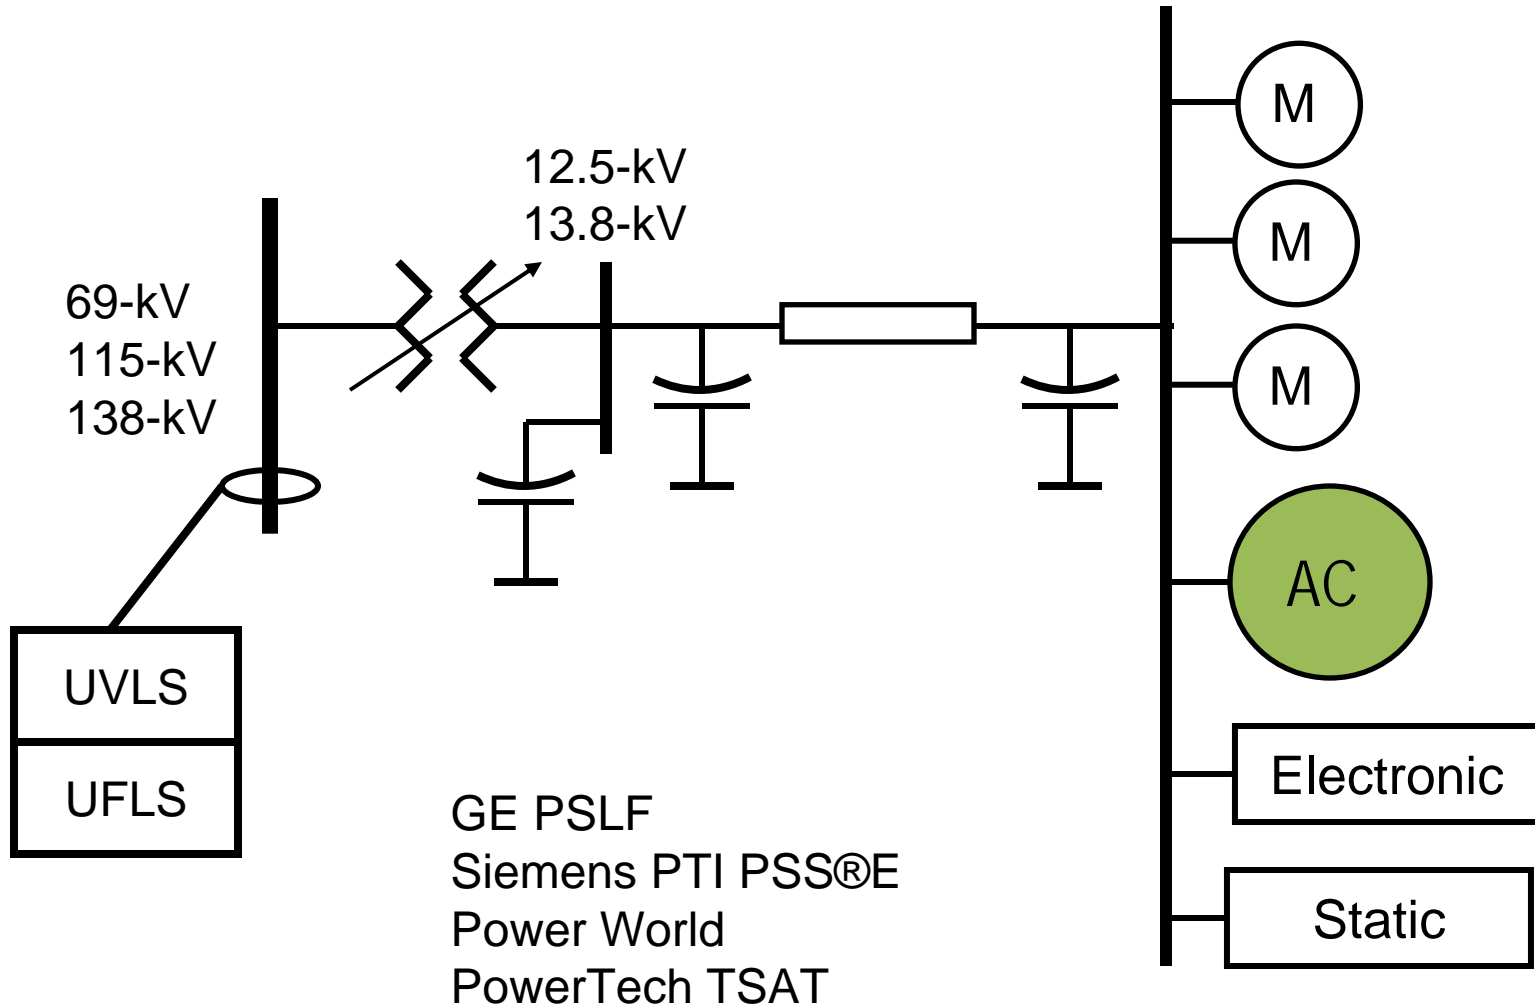 12.5-kV
13.8-kV
69-kV
115-kV
138-kV
M
M
M
AC
UVLS
UFLS
Electronic
Static
GE PSLF
Siemens PTI PSS®E
Power World
PowerTech TSAT